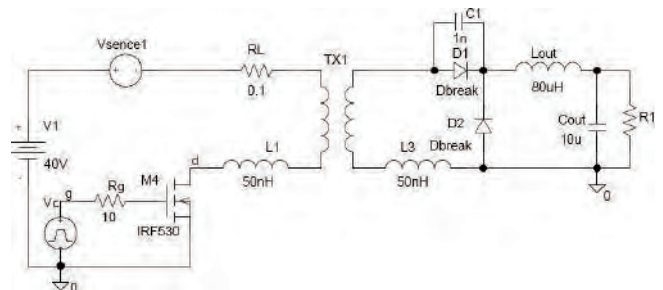 C1
1n
Vsence1
RL
TX1
D1
Lout
0.1
Dbreak
80uH
V1
D2
Cout
R1
40V
M4
d
L1
L3
Dbreak
10u
Vc
g
Rg
50nH
50nH
0
10
IRF530
0